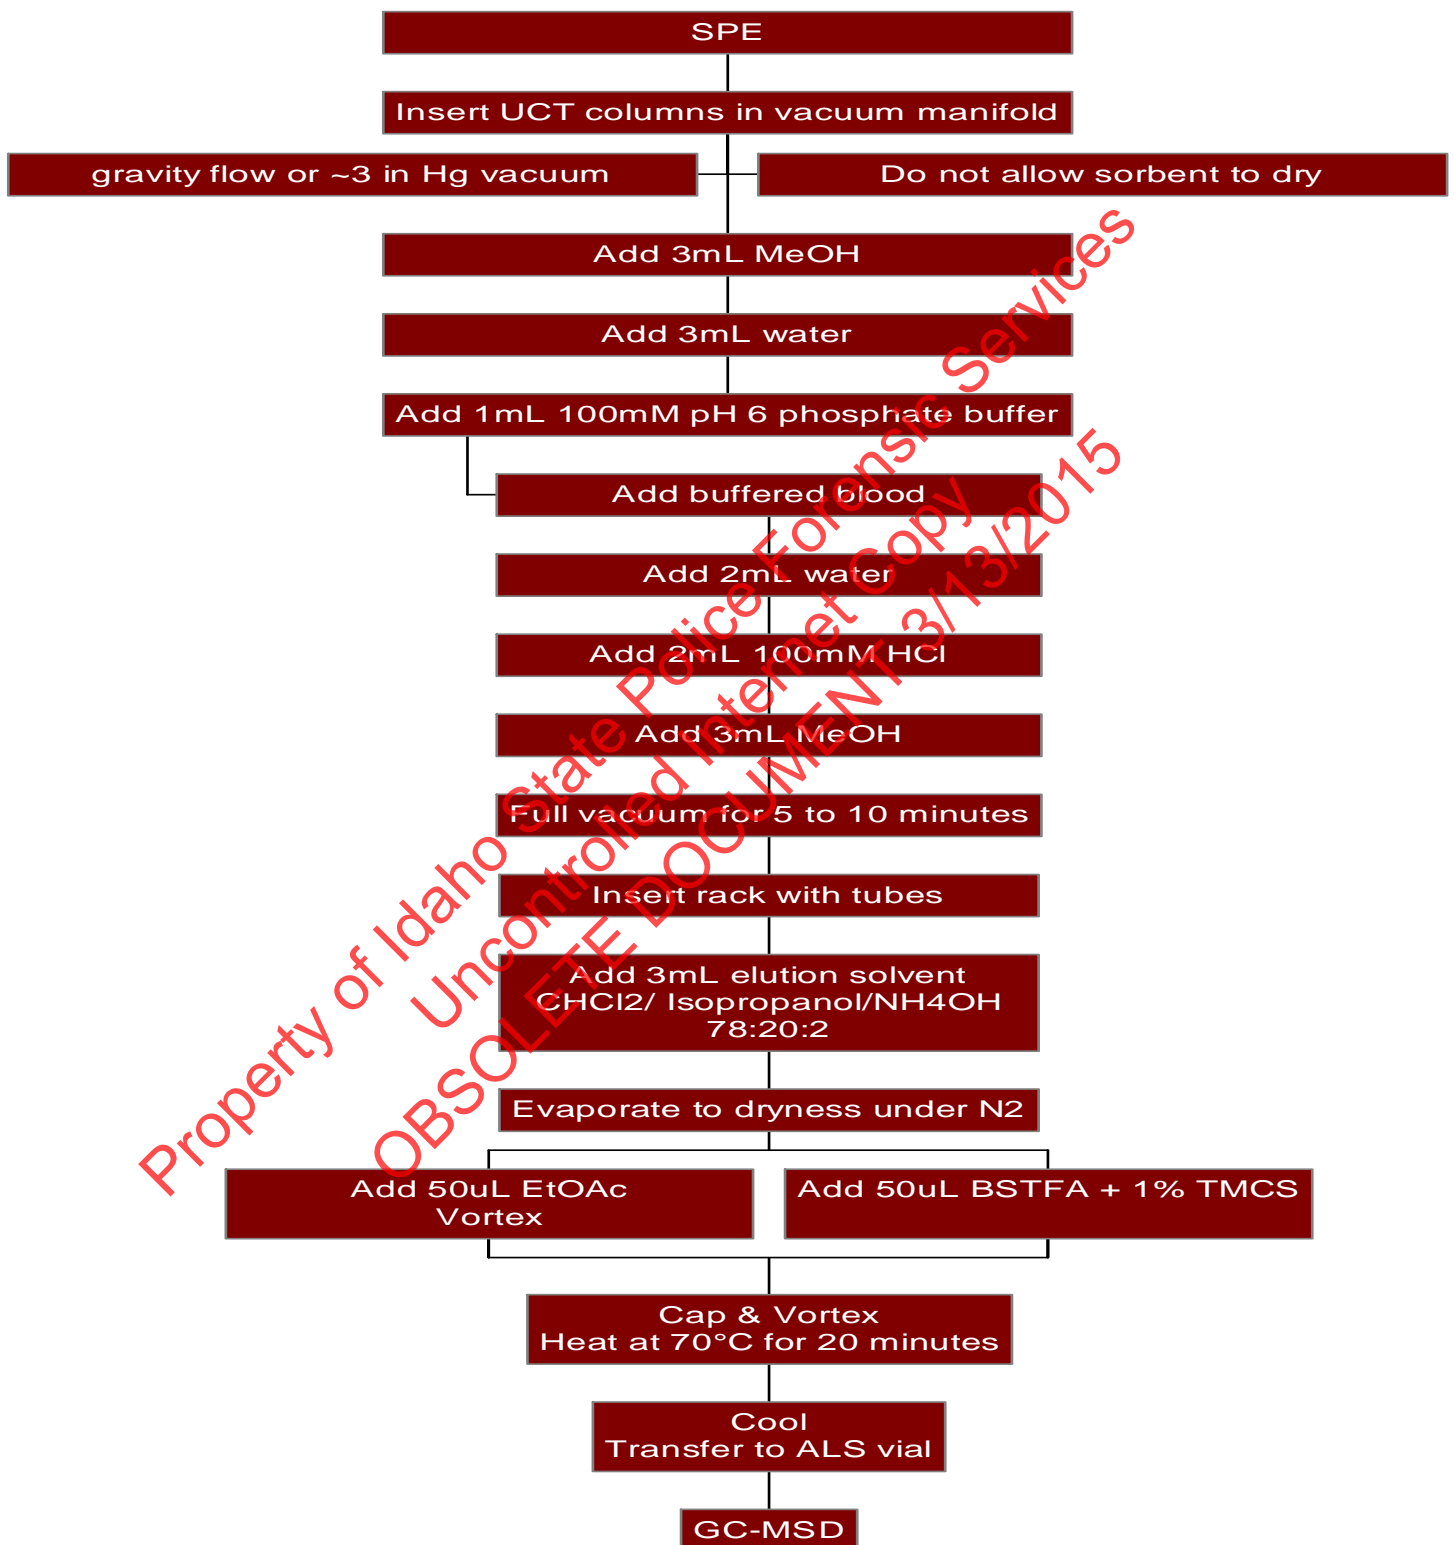 SPE
Insert UCT columns in vacuum manifold
gravity flow or ~3 in Hg vacuum
Do not allow sorbent to dry
Add 3mL MeOH
Add 3mL water
Add 1mL 100mM pH 6 phosphate buffer
Add buffered blood
Add 2mL water
Add 2mL 100mM HCl
Add 3mL MeOH
Full vacuum for 5 to 10 minutes
Insert rack with tubes
Add 3mL elution solvent
CHCl2/ Isopropanol/NH4OH
78:20:2
Evaporate to dryness under N2
Add 50uL EtOAc
Vortex
Add 50uL BSTFA + 1% TMCS
Cap & Vortex
Heat at 70°C for 20 minutes
Cool
Transfer to ALS vial
GC-MSD
Property of Idaho State Police Forensic Services
Uncontrolled Internet Copy
OBSOLETE DOCUMENT 3/13/2015